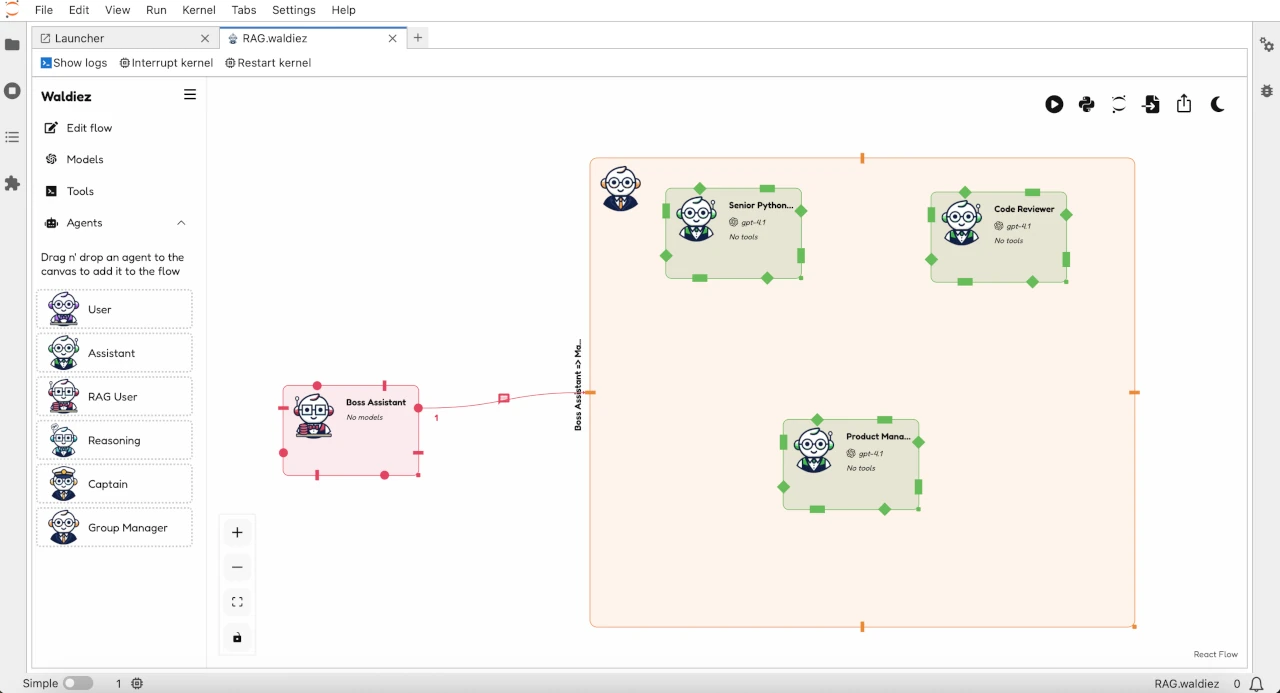 File Edit View Run Kernel Tabs Settings Help
Launcher
RAG.waldiez
Show logs Interrupt kernel Restart kernel
Waldiez
Edit flow
Models
Tools
Agents
Drag n' drop an agent to the
canvas to add it to the flow
User
Assistant
RAG User
Reasoning
Captain
Group Manager
Boss Assistant
No models
1
Boss Assistant => Ma...
Senior Python...
gpt-4.1
No tools
Code Reviewer
gpt-4.1
No tools
Product Mana...
gpt-4.1
No tools
React Flow
Simple 1
RAG.waldiez 0